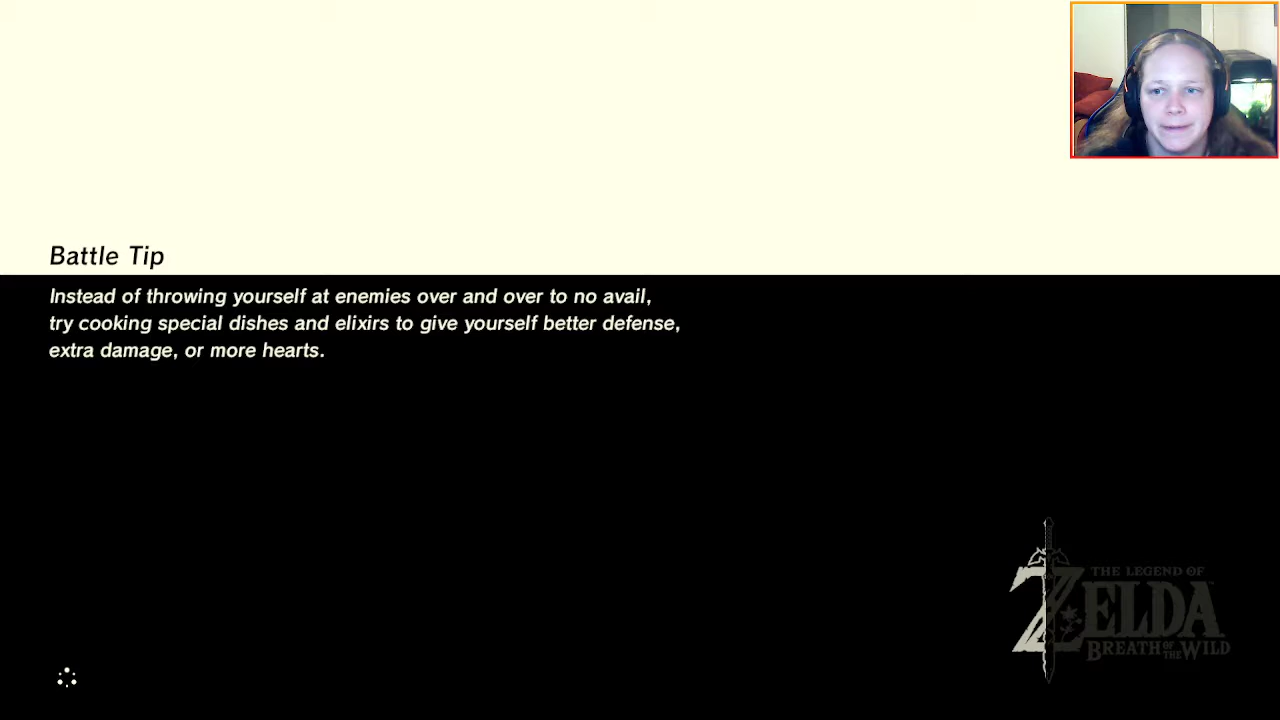 Battle Tip
Instead of throwing yourself at enemies over and over to no avail,
try cooking special dishes and elixirs to give yourself better defense,
extra damage, or more hearts.
THE LEGEND OF
ZELDA
BREATH OF THE WILD